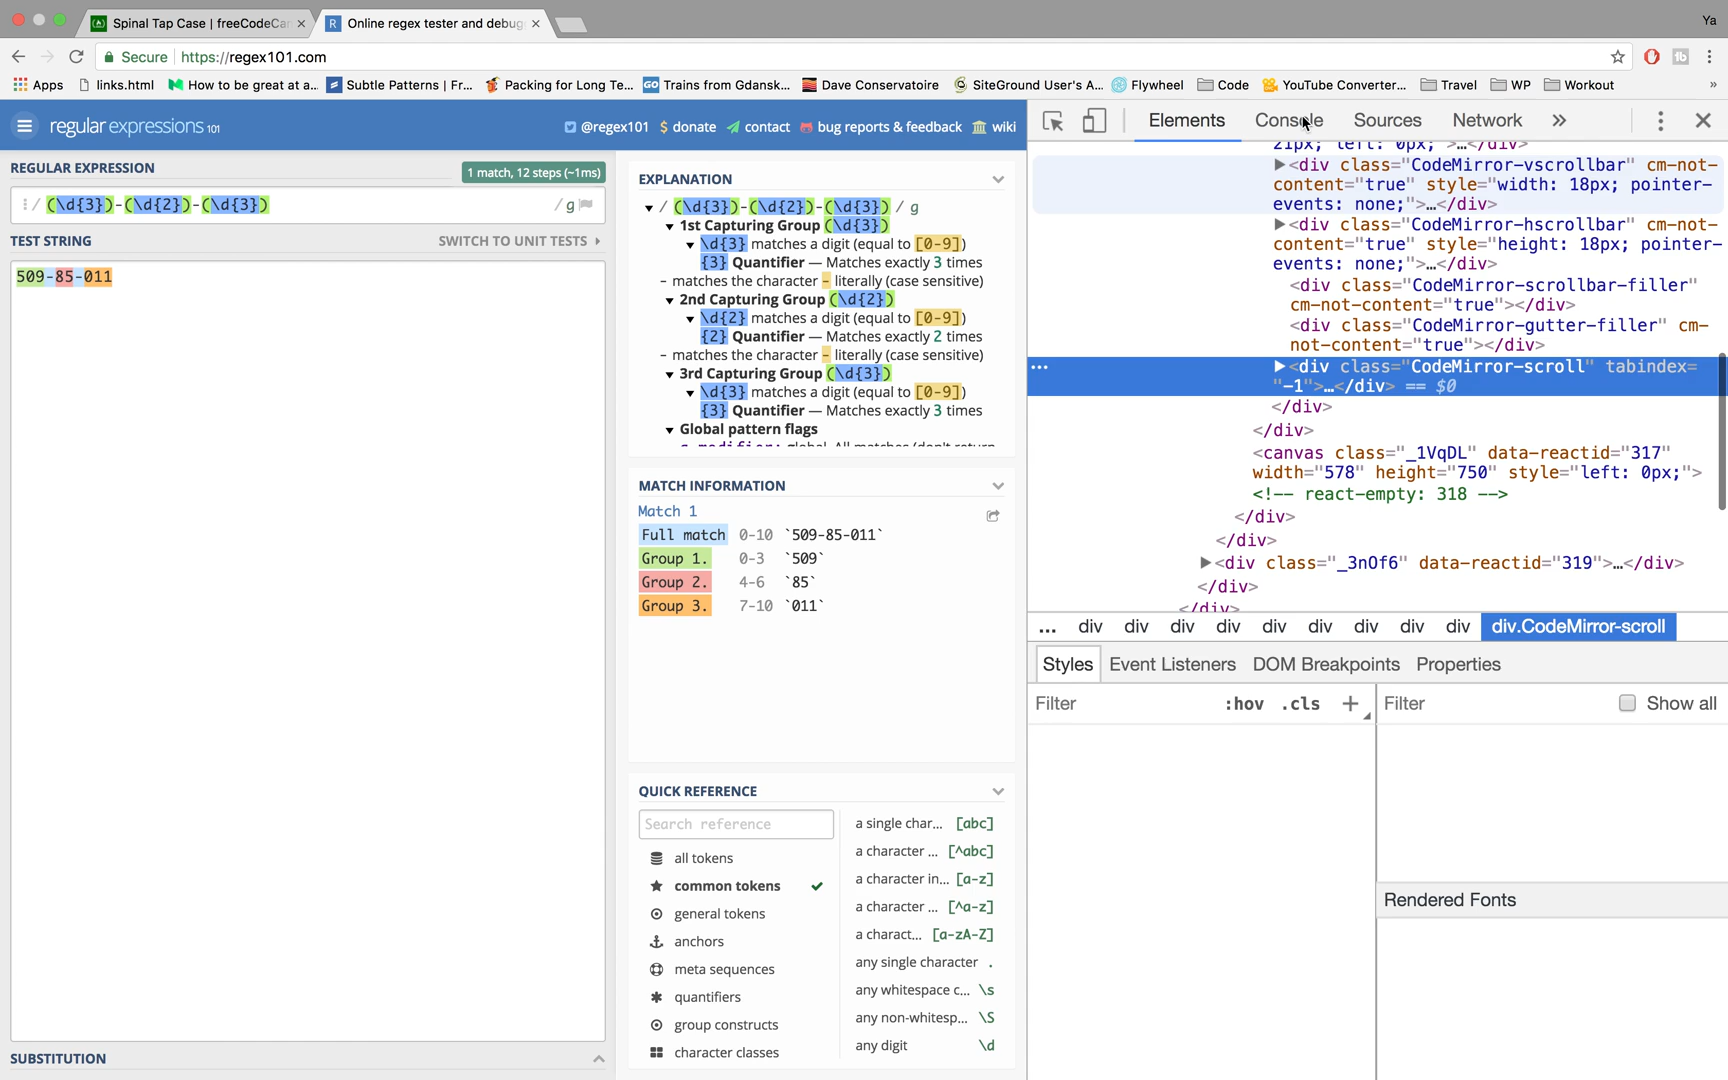 Spinal Tap Case | freeCodeCam
Online regex tester and debug
Ya
Secure https://regex101.com
Apps links.html How to be great at a... Subtle Patterns | Fr... Packing for Long Te... Trains from Gdansk... Dave Conservatoire SiteGround User's A... Flywheel Code YouTube Converter... Travel WP Workout »
regular expressions 101 @regex101 $ donate contact bug reports & feedback wiki
REGULAR EXPRESSION
1 match, 12 steps (~1ms)
/ (\d{3})-(\d{2})-(\d{3}) / g
TEST STRING
SWITCH TO UNIT TESTS
509-85-011
SUBSTITUTION
EXPLANATION
/ (\d{3})-(\d{2})-(\d{3}) / g
1st Capturing Group (\d{3})
\d{3} matches a digit (equal to [0-9])
{3} Quantifier — Matches exactly 3 times
- matches the character - literally (case sensitive)
2nd Capturing Group (\d{2})
\d{2} matches a digit (equal to [0-9])
{2} Quantifier — Matches exactly 2 times
- matches the character - literally (case sensitive)
3rd Capturing Group (\d{3})
\d{3} matches a digit (equal to [0-9])
{3} Quantifier — Matches exactly 3 times
Global pattern flags
g modifier: global. All matches (don't return
MATCH INFORMATION
Match 1
Full match 0-10 `509-85-011`
Group 1. 0-3 `509`
Group 2. 4-6 `85`
Group 3. 7-10 `011`
QUICK REFERENCE
Search reference
all tokens
common tokens
general tokens
anchors
meta sequences
quantifiers
group constructs
character classes
a single char... [abc]
a character ... [^abc]
a character in... [a-z]
a character ... [^a-z]
a charact... [a-zA-Z]
any single character .
any whitespace c... \s
any non-whitesp... \S
any digit \d
Elements Console Sources Network »
21px; left: 0px; ">…</div>
<div class="CodeMirror-vscrollbar" cm-not-
content="true" style="width: 18px; pointer-
events: none;">…</div>
<div class="CodeMirror-hscrollbar" cm-not-
content="true" style="height: 18px; pointer-
events: none;">…</div>
<div class="CodeMirror-scrollbar-filler"
cm-not-content="true"></div>
<div class="CodeMirror-gutter-filler" cm-
not-content="true"></div>
<div class="CodeMirror-scroll" tabindex=
"-1">…</div> == $0
</div>
</div>
<canvas class="_1VqDL" data-reactid="317"
width="578" height="750" style="left: 0px;">
<!-- react-empty: 318 -->
</div>
</div>
<div class="_3nOf6" data-reactid="319">…</div>
</div>
</div>
... div div div div div div div div div div.CodeMirror-scroll
Styles Event Listeners DOM Breakpoints Properties
Filter :hov .cls +
Filter Show all
Rendered Fonts